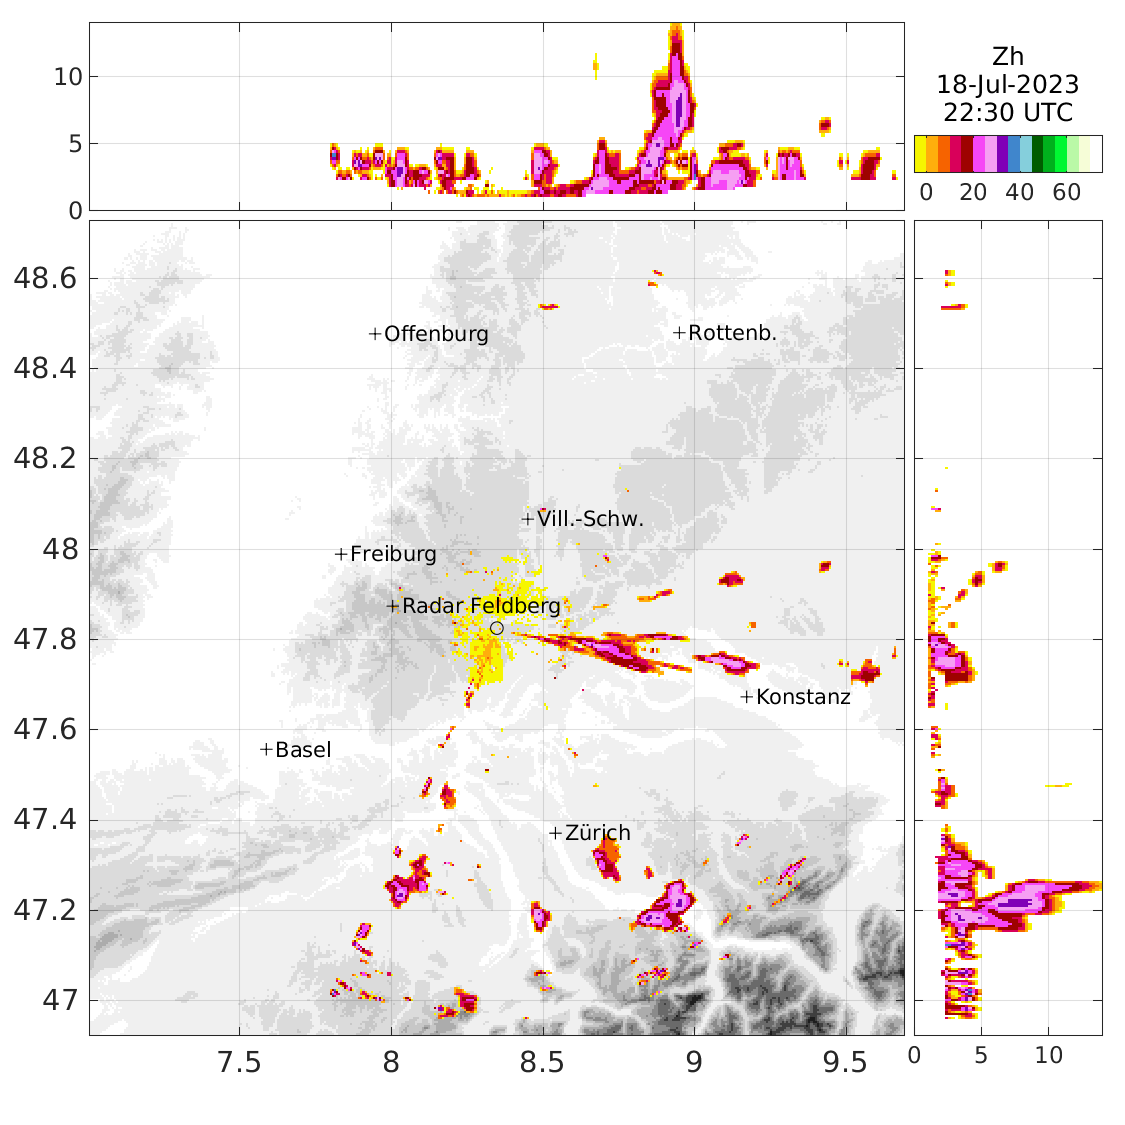 Zh
18-Jul-2023
22:30 UTC
10
5
0
0 20 40 60
48.6
48.4
48.2
48
47.8
47.6
47.4
47.2
47
Offenburg
Rottenb.
Vill.-Schw.
Freiburg
Radar Feldberg
Konstanz
Basel
Zürich
7.5 8 8.5 9 9.5
0 5 10